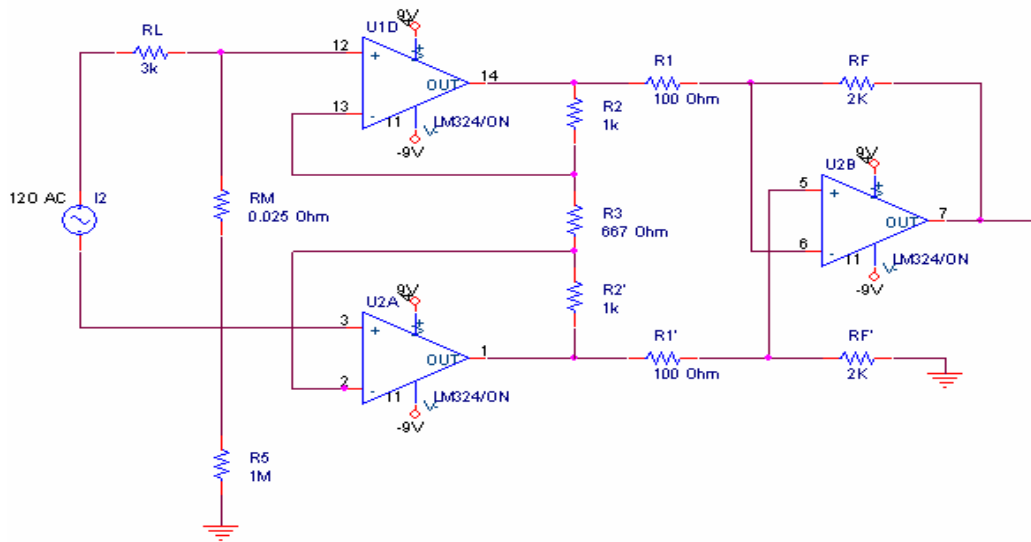 9V
U1D
RL
3k
12
+
OUT
14
13
-
11
V-
LM324/ON
-9V
R1
100 Ohm
RF
2K
R2
1k
9V
U2B
120 AC
I2
RM
0.025 Ohm
R3
667 Ohm
5
+
OUT
7
6
-
11
V-
LM324/ON
-9V
9V
U2A
R2'
1k
3
+
OUT
1
2
-
11
V-
LM324/ON
-9V
R1'
100 Ohm
RF'
2K
R5
1M